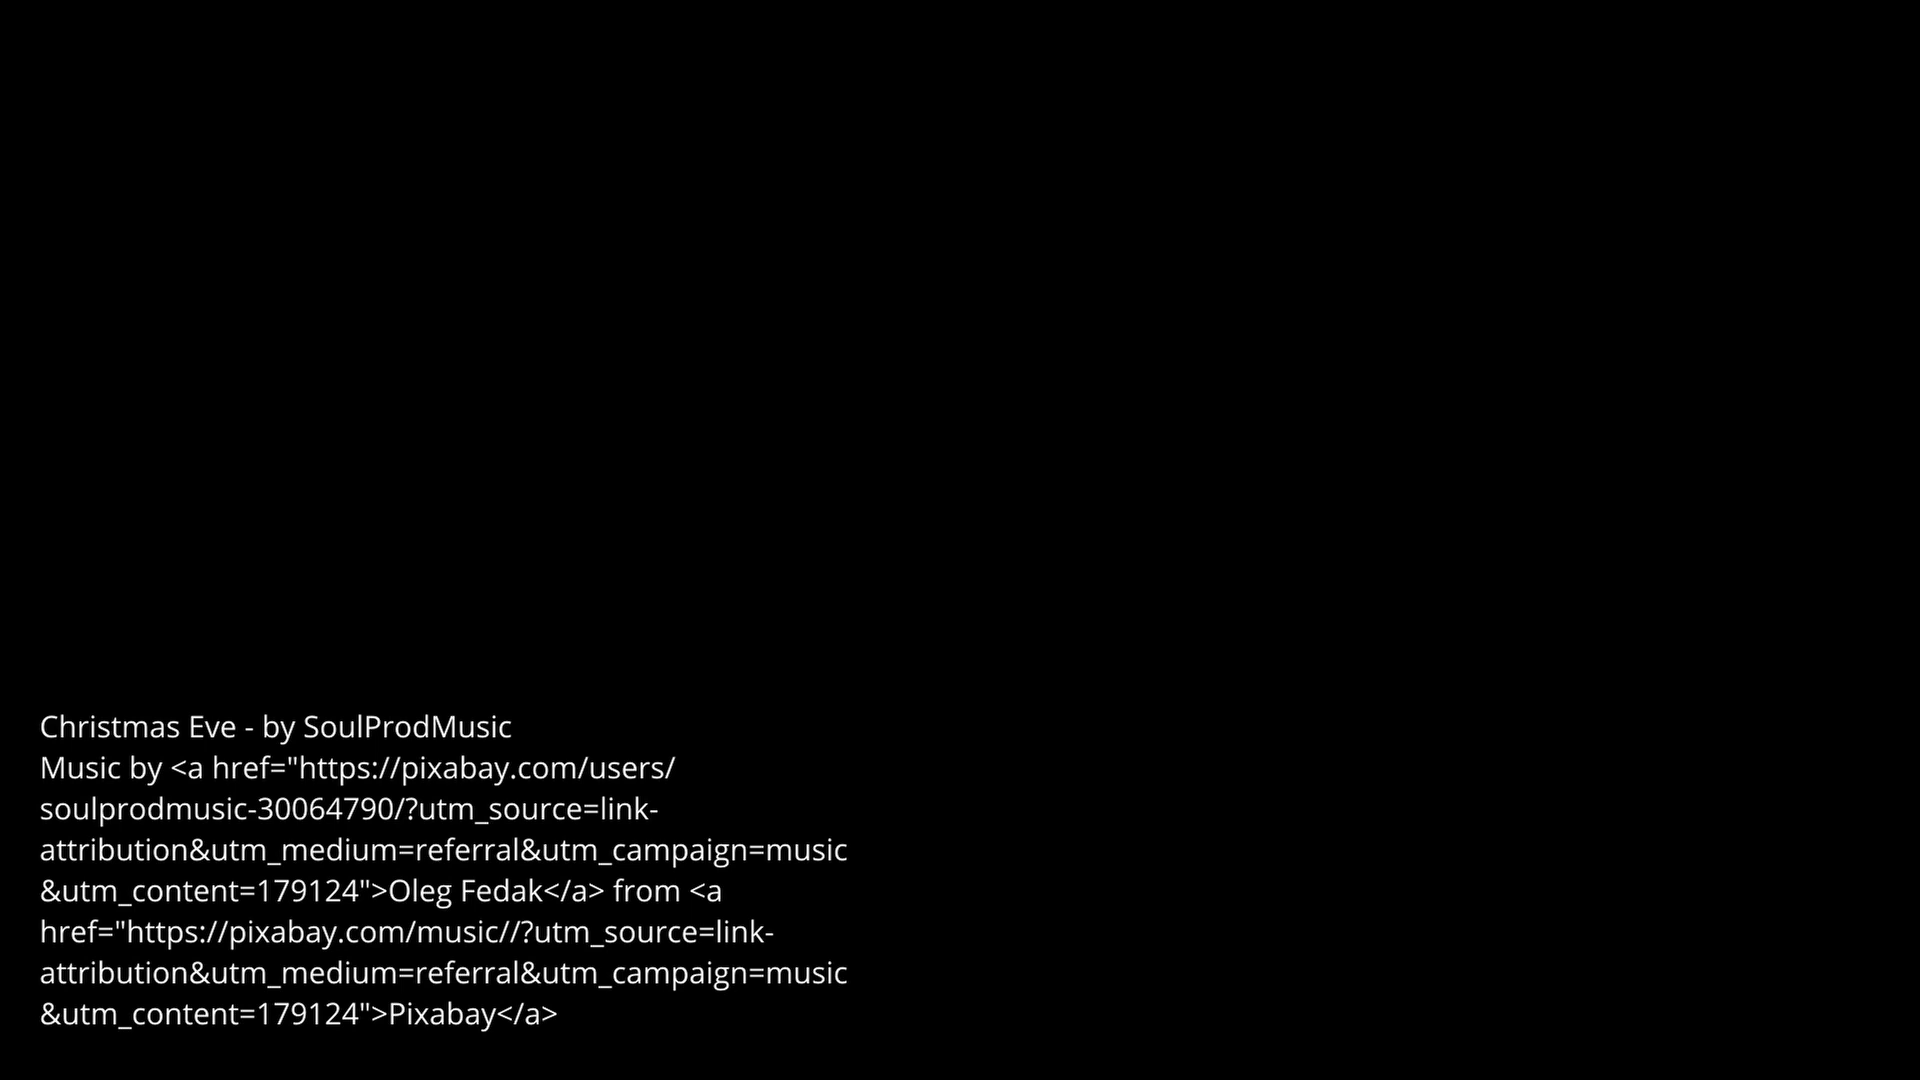 Christmas Eve - by SoulProdMusic
Music by <a href="https://pixabay.com/users/
soulprodmusic-30064790/?utm_source=link-
attribution&utm_medium=referral&utm_campaign=music
&utm_content=179124">Oleg Fedak</a> from <a
href="https://pixabay.com/music//?utm_source=link-
attribution&utm_medium=referral&utm_campaign=music
&utm_content=179124">Pixabay</a>